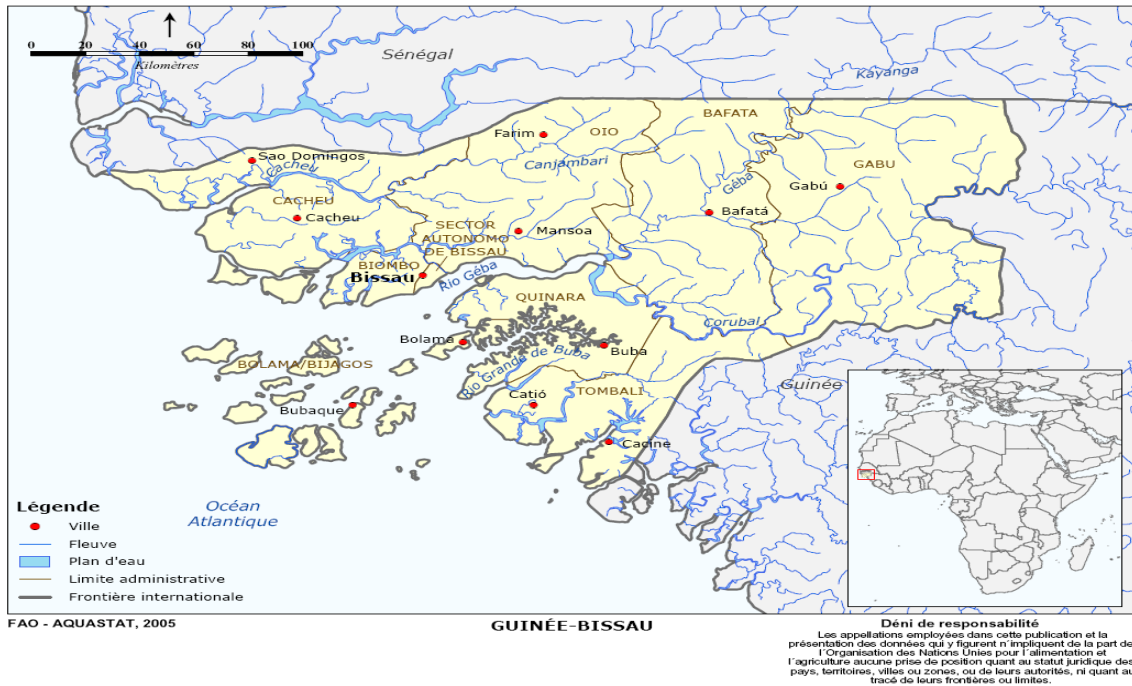 0 20 40 60 80 100
Kilomètres
Sénégal
Kayanga
BAFATA
Farim
OIO
Sao Domingos
Cacheu
Canjambari
GABU
Géba
Gabú
CACHEU
Cacheu
Bafatá
SECTOR
AUTONOMO
DE BISSAU
Mansoa
BIOMBO
Bissau
Rio Géba
QUINARA
Corubal
Bolama
Buba
Rio Grande de Buba
BOLAMA/BIJAGOS
Guinée
TOMBALI
Catió
Bubaque
Cacine
Océan
Atlantique
Légende
Ville
Fleuve
Plan d'eau
Limite administrative
Frontière internationale
FAO - AQUASTAT, 2005
GUINÉE-BISSAU
Déni de responsabilité
Les appellations employées dans cette publication et la
présentation des données qui y figurent n'impliquent de la part de
l'Organisation des Nations Unies pour l'alimentation et
l'agriculture aucune prise de position quant au statut juridique des
pays, territoires, villes ou zones, ou de leurs autorités, ni quant au
tracé de leurs frontières ou limites.